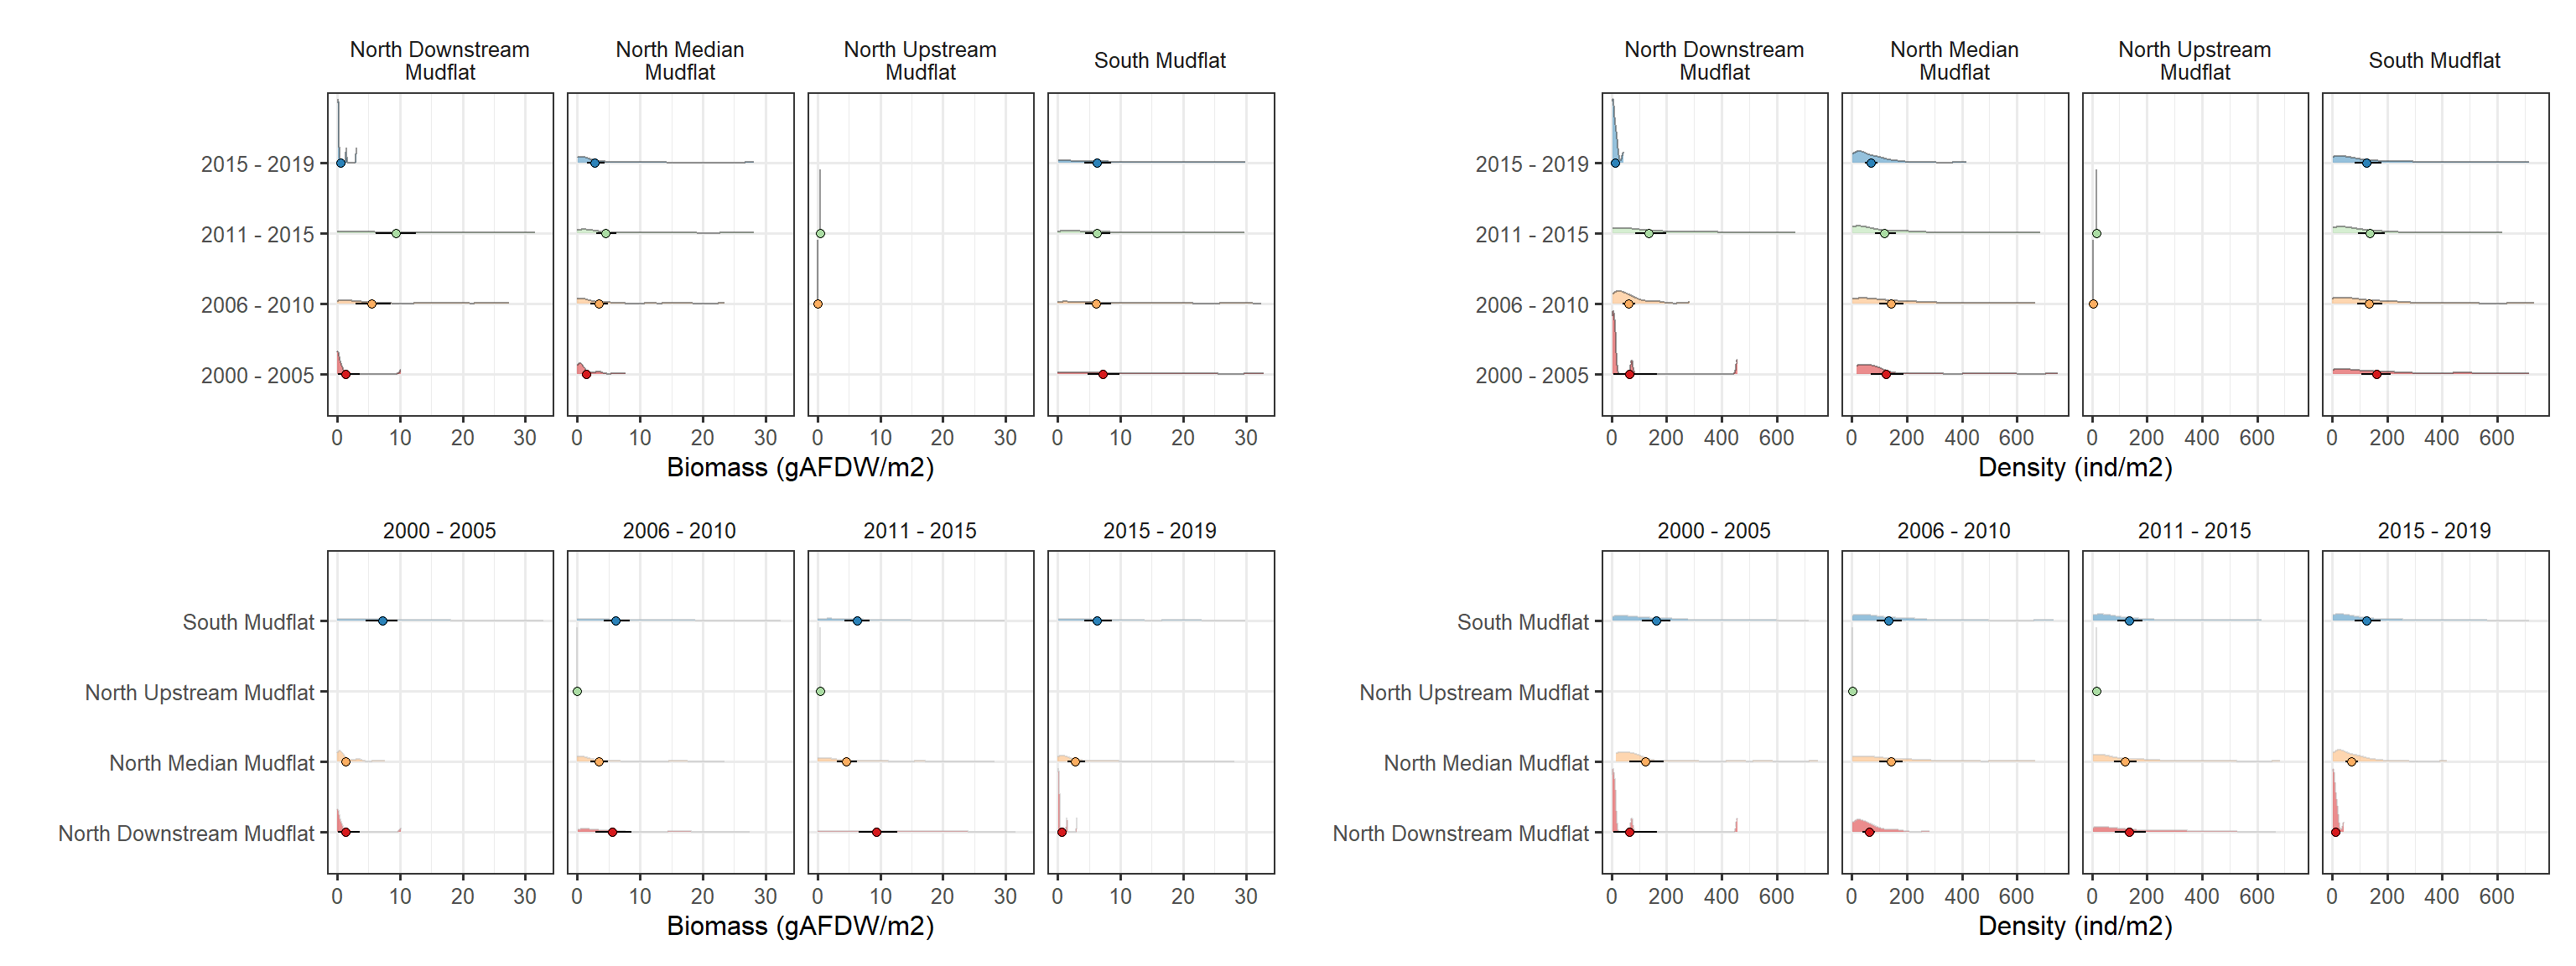 North Downstream
Mudflat
North Median
Mudflat
North Upstream
Mudflat
South Mudflat
2015 - 2019
2011 - 2015
2006 - 2010
2000 - 2005
0 10 20 30 0 10 20 30 0 10 20 30 0 10 20 30
Biomass (gAFDW/m2)
North Downstream
Mudflat
North Median
Mudflat
North Upstream
Mudflat
South Mudflat
2015 - 2019
2011 - 2015
2006 - 2010
2000 - 2005
0 200 400 600 0 200 400 600 0 200 400 600 0 200 400 600
Density (ind/m2)
2000 - 2005 2006 - 2010 2011 - 2015 2015 - 2019
South Mudflat
North Upstream Mudflat
North Median Mudflat
North Downstream Mudflat
0 10 20 30 0 10 20 30 0 10 20 30 0 10 20 30
Biomass (gAFDW/m2)
2000 - 2005 2006 - 2010 2011 - 2015 2015 - 2019
South Mudflat
North Upstream Mudflat
North Median Mudflat
North Downstream Mudflat
0 200 400 600 0 200 400 600 0 200 400 600 0 200 400 600
Density (ind/m2)